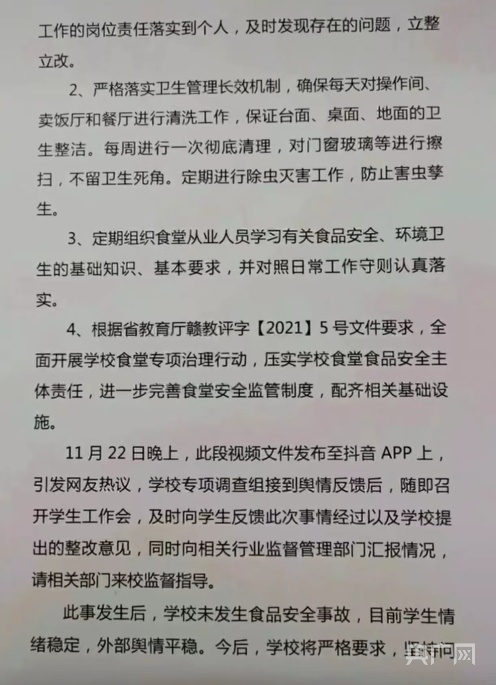 工作的岗位责任落实到个人，及时发现存在的问题，立整
立改。
2、严格落实卫生管理长效机制，确保每天对操作间、
卖饭厅和餐厅进行清洗工作，保证台面、桌面、地面的卫
生整洁。每周进行一次彻底清理，对门窗玻璃等进行擦
扫，不留卫生死角。定期进行除虫灭害工作，防止害虫孳
生。
3、定期组织食堂从业人员学习有关食品安全、环境卫
生的基础知识、基本要求，并对照日常工作守则认真落
实。
4、根据省教育厅赣教评字【2021】5号文件要求，全
面开展学校食堂专项治理行动，压实学校食堂食品安全主
体责任，进一步完善食堂安全监管制度，配齐相关基础设
施。
11月22日晚上，此段视频文件发布至抖音APP上，
引发网友热议，学校专项调查组接到舆情反馈后，随即召
开学生工作会，及时向学生反馈此次事情经过以及学校提
出的整改意见，同时向相关行业监督管理部门汇报情况，
请相关部门来校监督指导。
此事发生后，学校未发生食品安全事故，目前学生情
绪稳定，外部舆情平稳。今后，学校将严格要求，坚持问
央广网